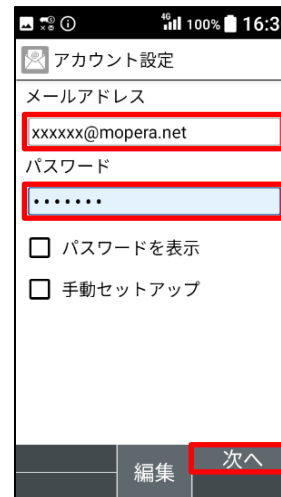 4G 100% 16:3
アカウント設定
メールアドレス
xxxxxx@mopera.net
パスワード
•••••••
パスワードを表示
手動セットアップ
編集 次へ